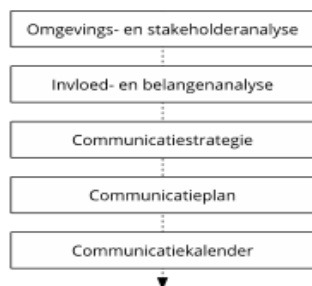 Omgevings- en stakeholderanalyse
Invloed- en belangenanalyse
Communicatiestrategie
Communicatieplan
Communicatiekalender